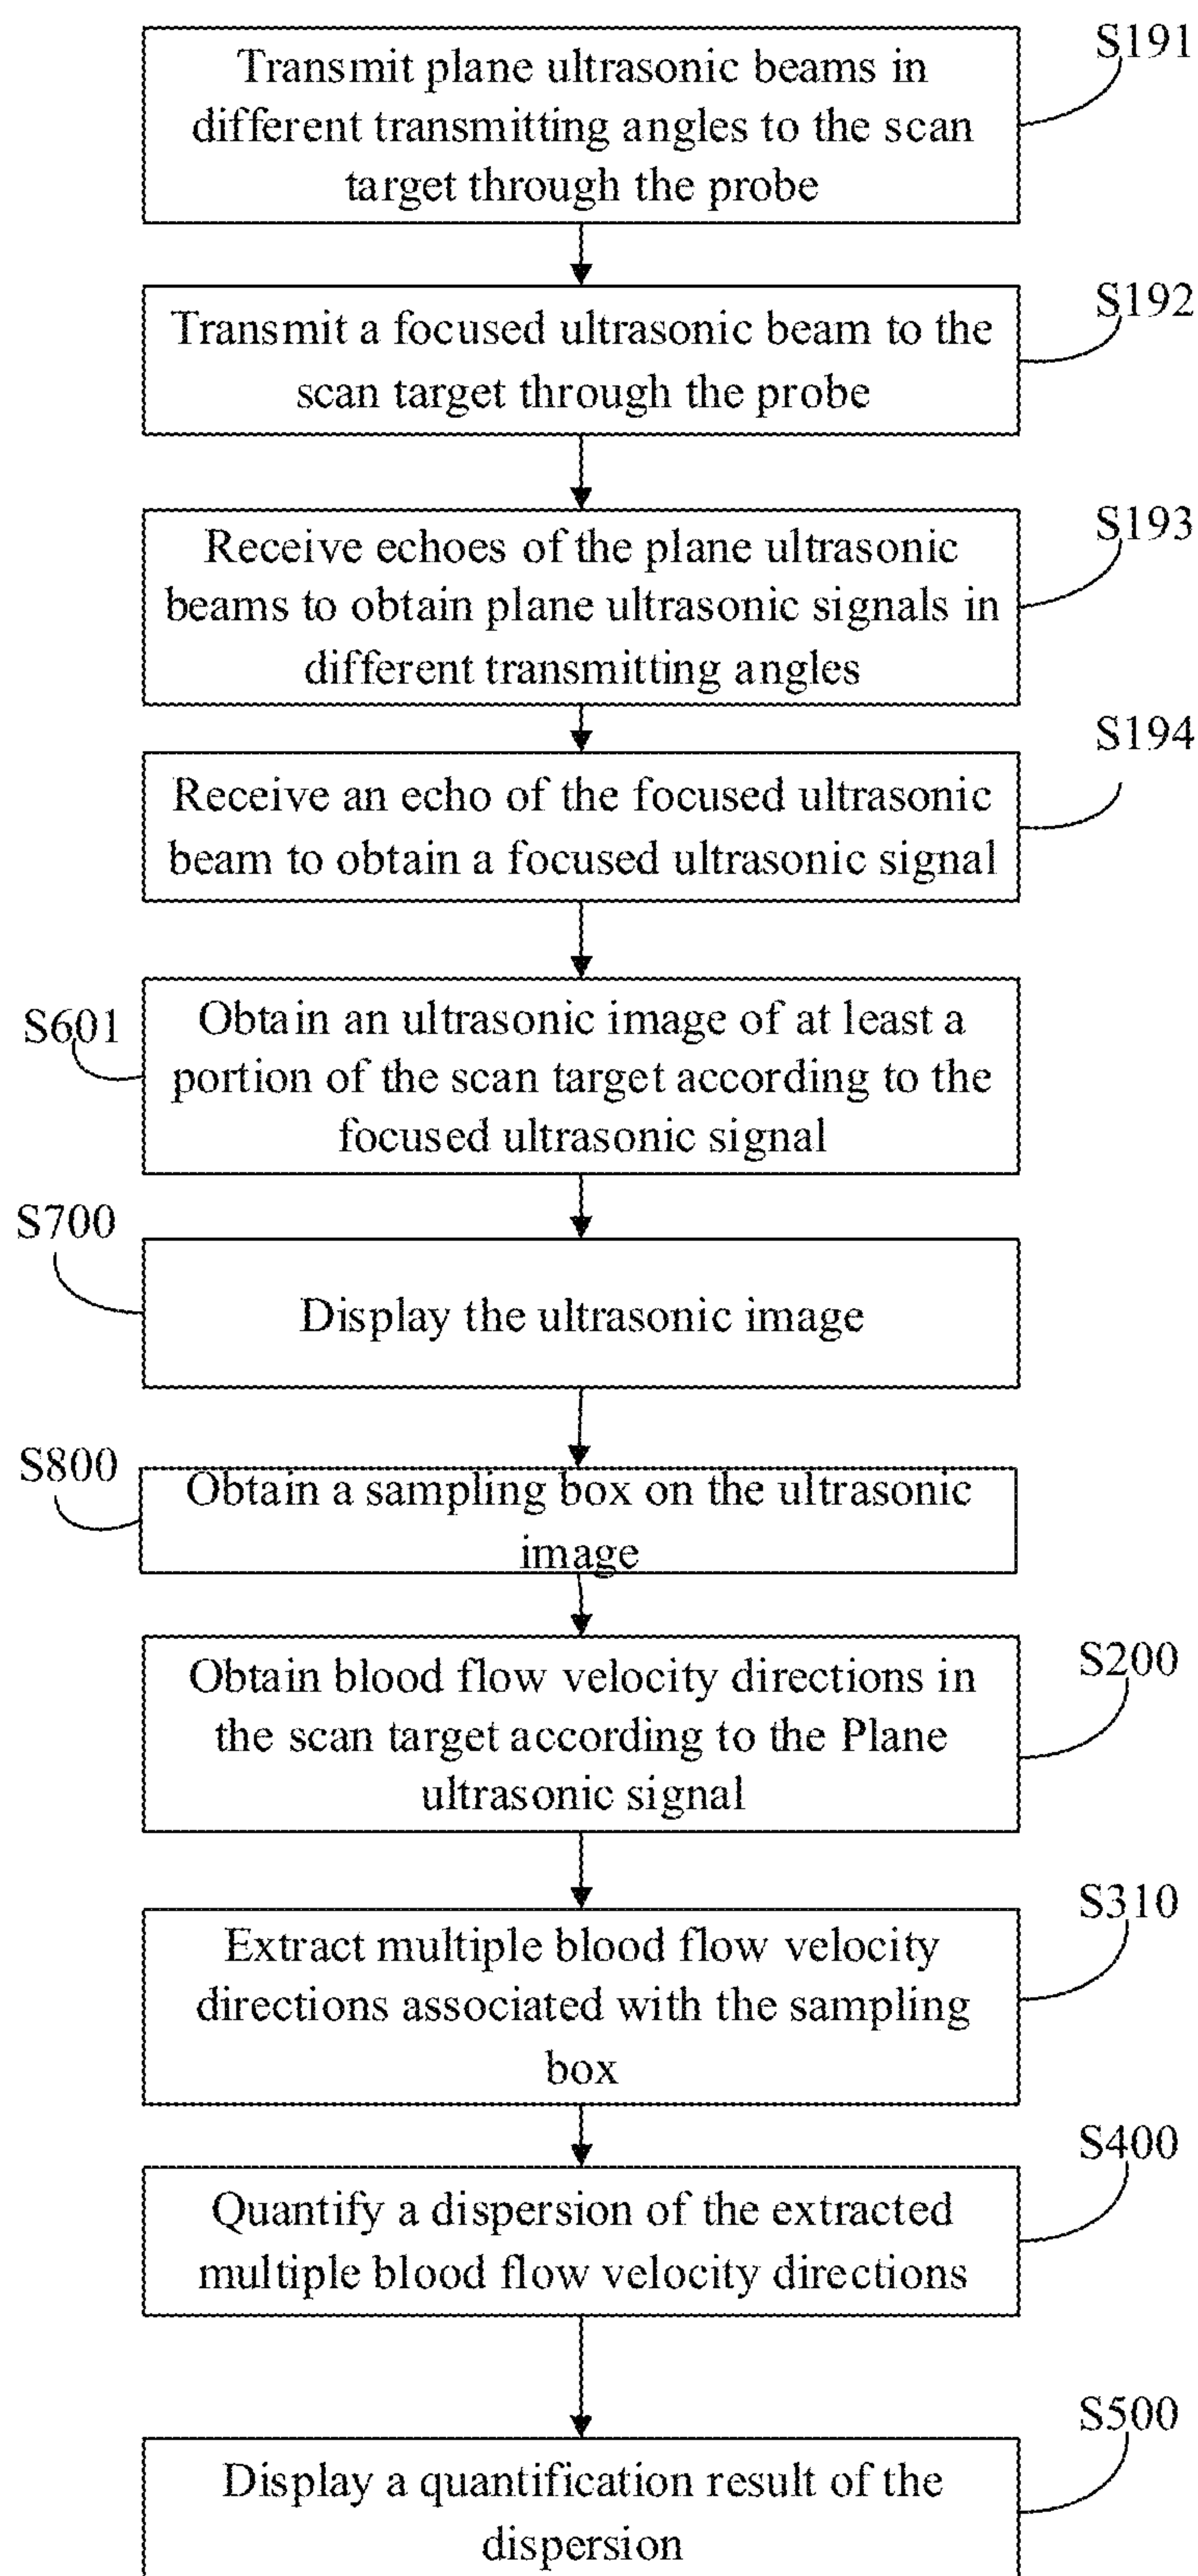 S191
Transmit plane ultrasonic beams in
different transmitting angles to the scan
target through the probe
S192
Transmit a focused ultrasonic beam to the
scan target through the probe
S193
Receive echoes of the plane ultrasonic
beams to obtain plane ultrasonic signals in
different transmitting angles
S194
Receive an echo of the focused ultrasonic
beam to obtain a focused ultrasonic signal
S601
Obtain an ultrasonic image of at least a
portion of the scan target according to the
focused ultrasonic signal
S700
Display the ultrasonic image
S800
Obtain a sampling box on the ultrasonic
image
S200
Obtain blood flow velocity directions in
the scan target according to the Plane
ultrasonic signal
S310
Extract multiple blood flow velocity
directions associated with the sampling
box
S400
Quantify a dispersion of the extracted
multiple blood flow velocity directions
S500
Display a quantification result of the
dispersion